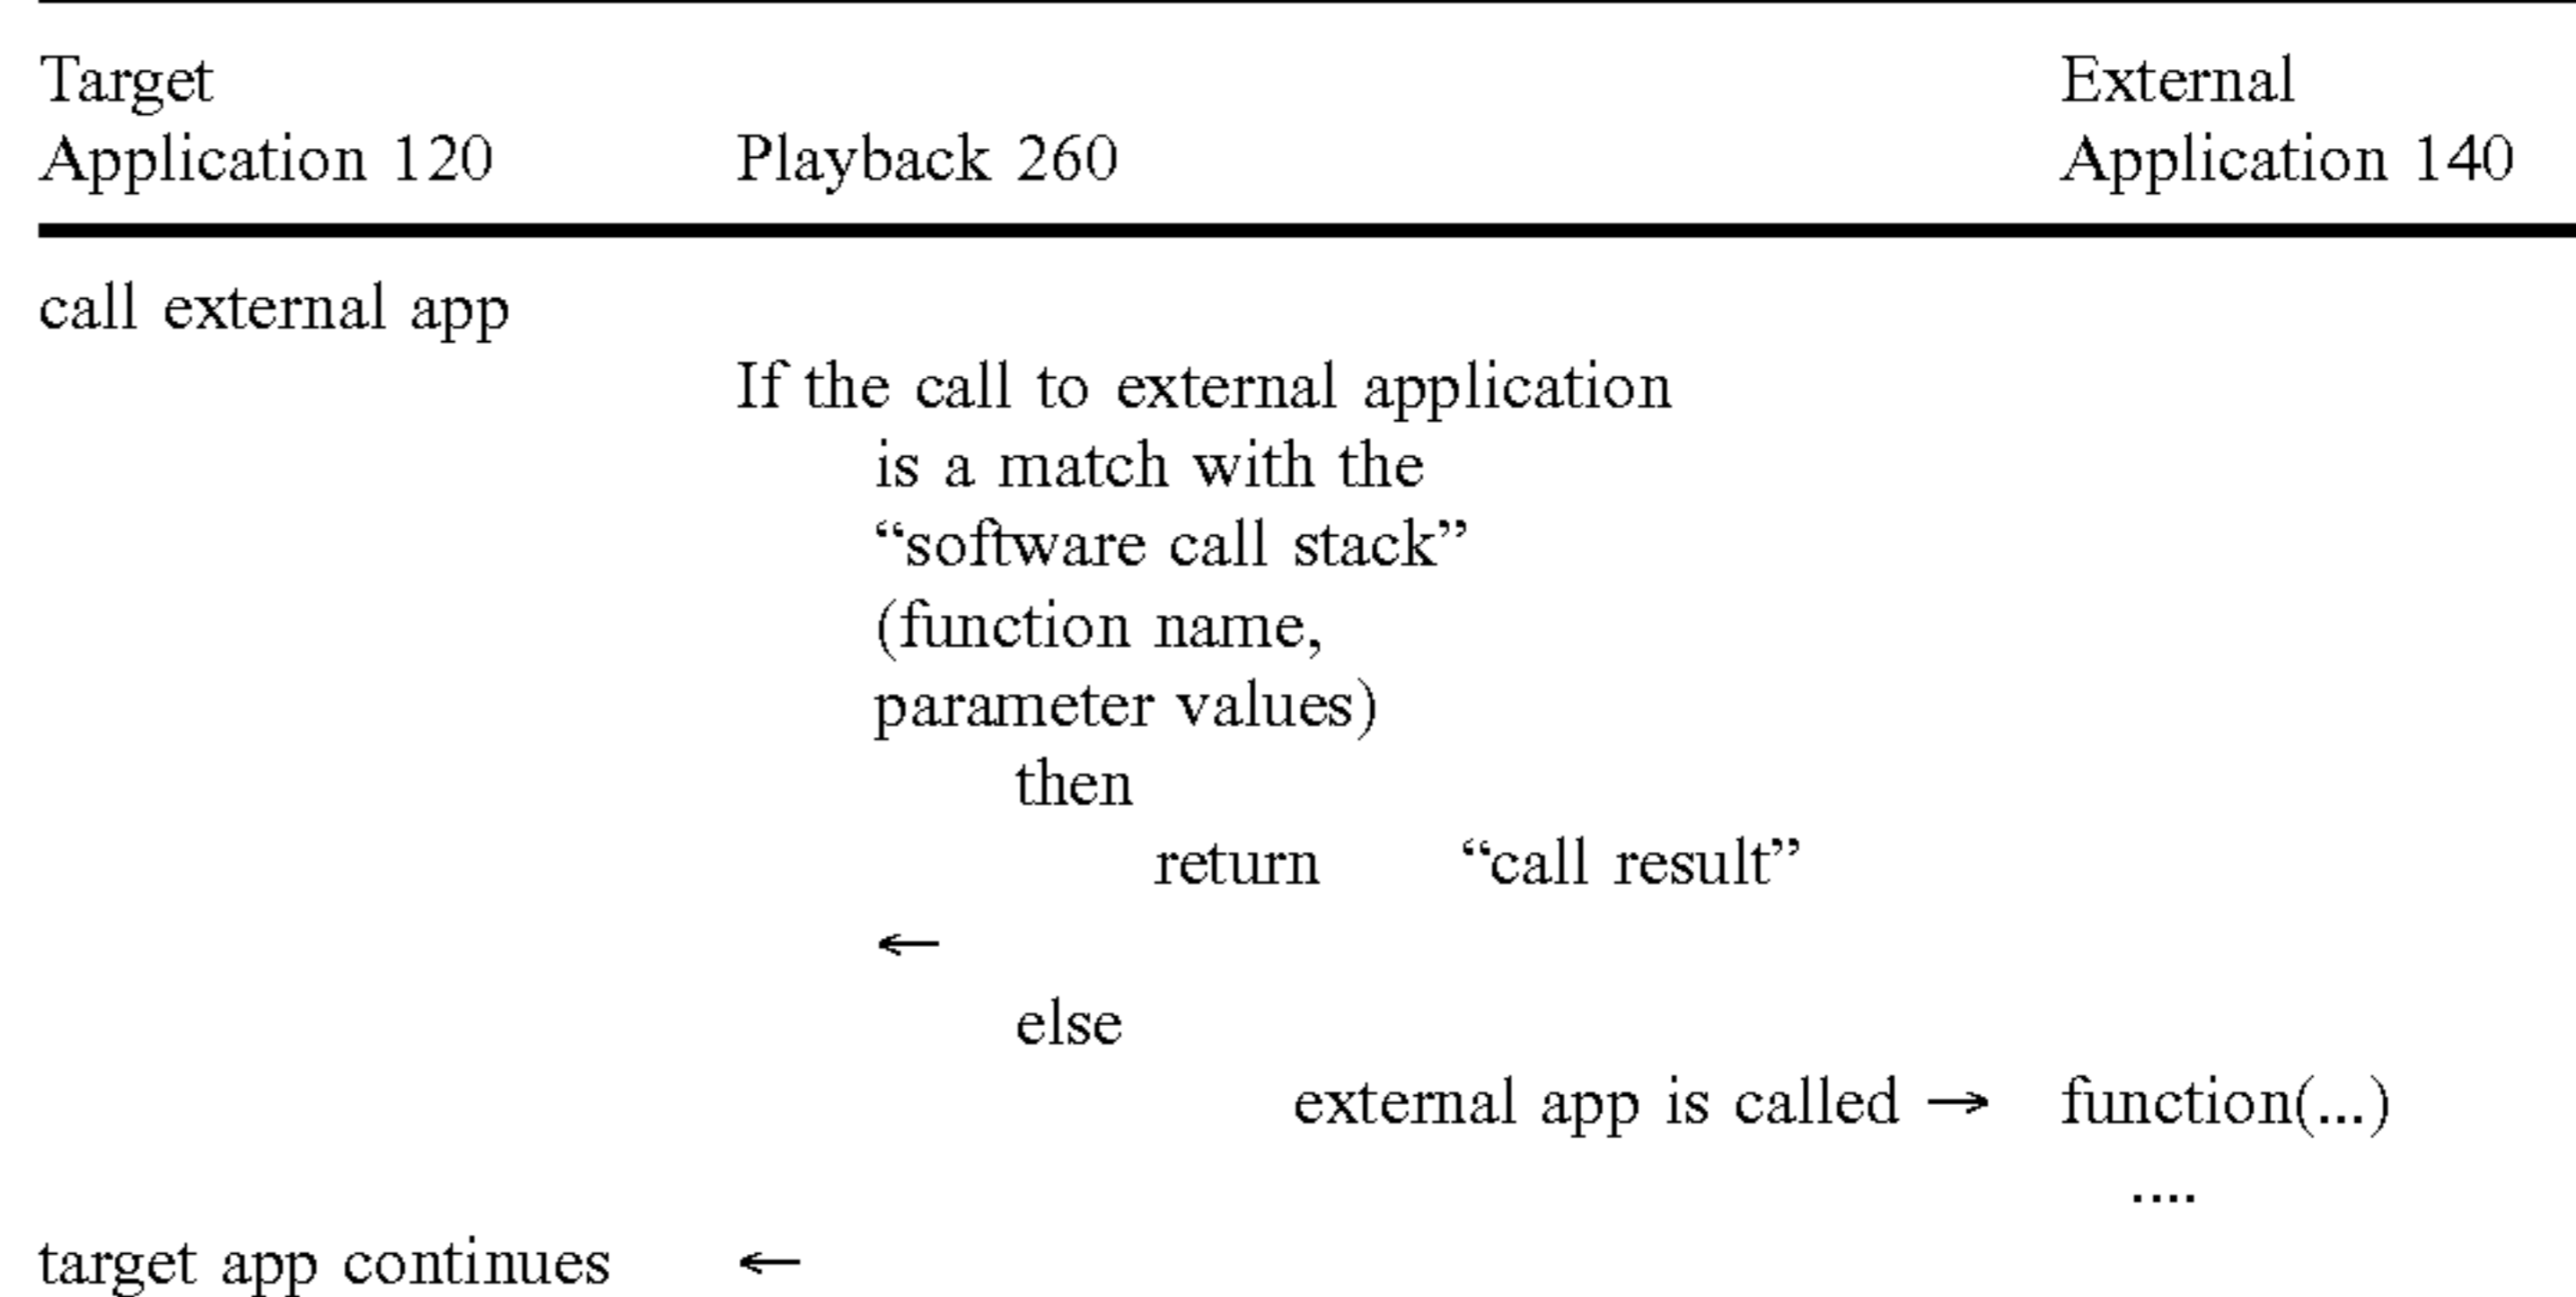 Target External
Application 120 Playback 260 Application 140
call external app
If the call to external application
is a match with the
“software call stack”
(function name,
parameter values)
then
return “call result”
←
else
external app is called → function(...)
....
target app continues ←